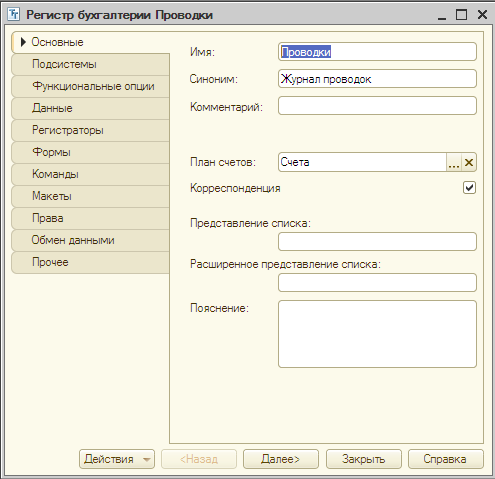 Регистр бухгалтерии Проводки
Основные
Подсистемы
Функциональные опции
Данные
Регистраторы
Формы
Команды
Макеты
Права
Обмен данными
Прочее
Имя: Проводки
Синоним: Журнал проводок
Комментарий:
План счетов: Счета ...
Корреспонденция
Представление списка:
Расширенное представление списка:
Пояснение:
Действия <Назад Далее> Закрыть Справка